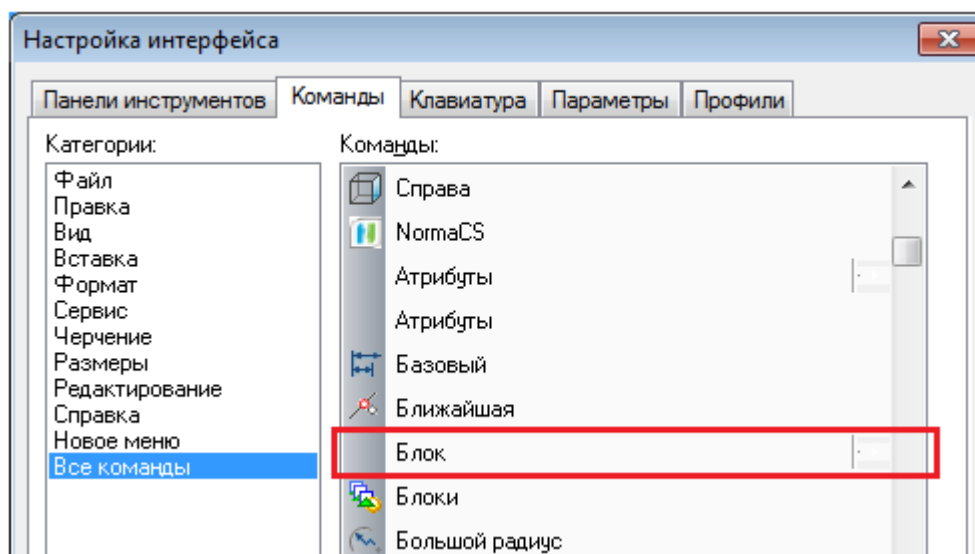 Настройка интерфейса
Панели инструментов
Команды
Клавиатура
Параметры
Профили
Категории:
Файл
Правка
Вид
Вставка
Формат
Сервис
Черчение
Размеры
Редактирование
Справка
Новое меню
Все команды
Команды:
Справа
NormaCS
Атрибуты
Атрибуты
Базовый
Ближайшая
Блок
Блоки
Большой радиус